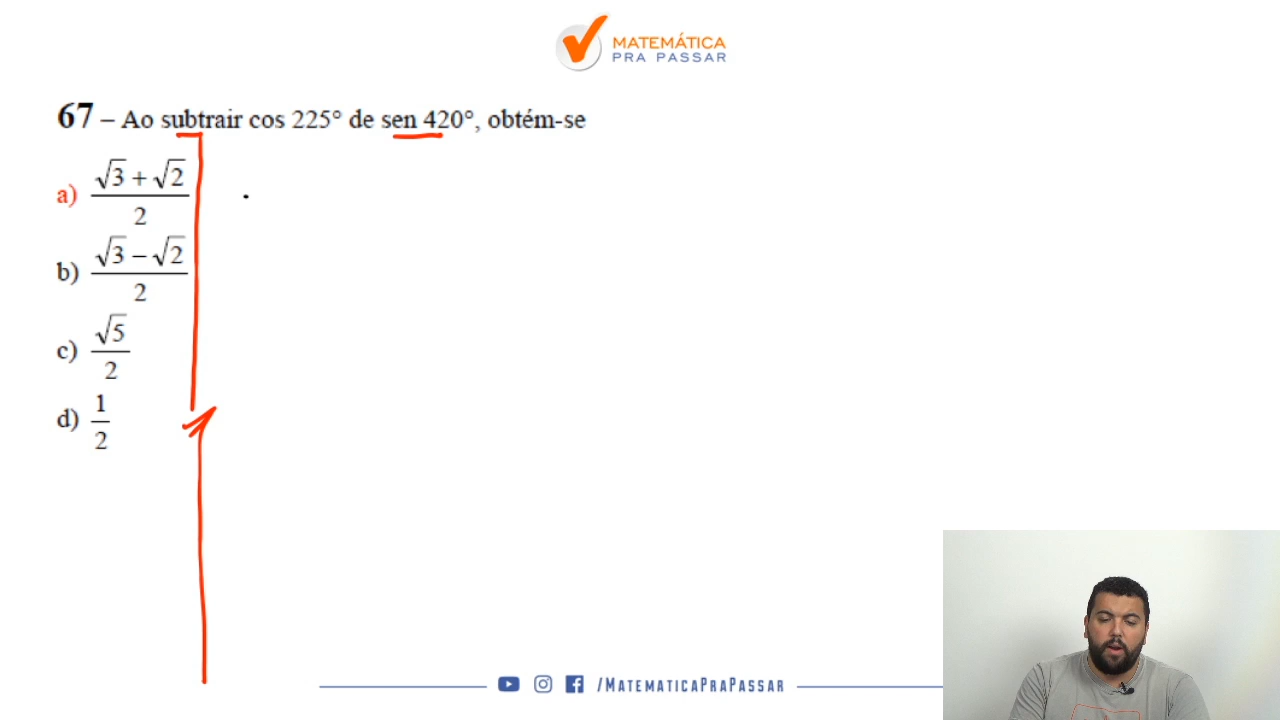 MATEMÁTICA
PRA PASSAR
67 – Ao subtrair cos 225° de sen 420°, obtém-se
a) (√3 + √2)/2
b) (√3 − √2)/2
c) √5/2
d) 1/2
/MATEMATICAPRAPASSAR